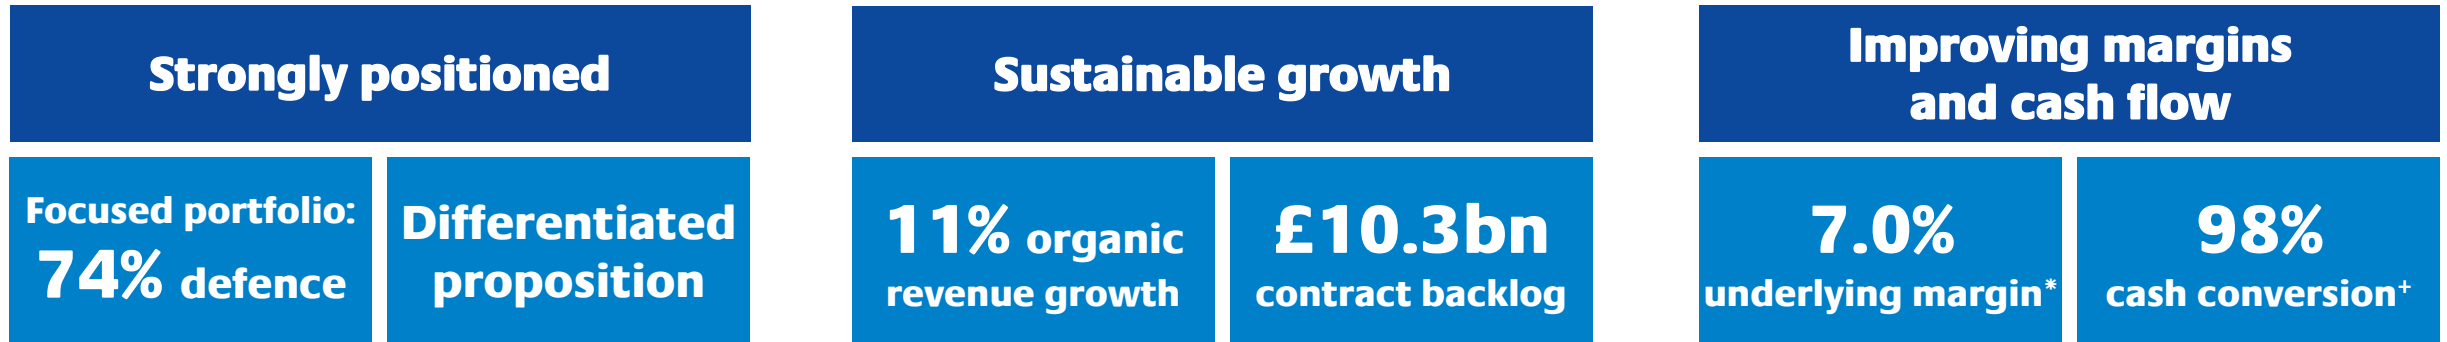 Strongly positioned
Focused portfolio:
74% defence
Differentiated
proposition
Sustainable growth
11% organic
revenue growth
£10.3bn
contract backlog
Improving margins
and cash flow
7.0%
underlying margin*
98%
cash conversion+